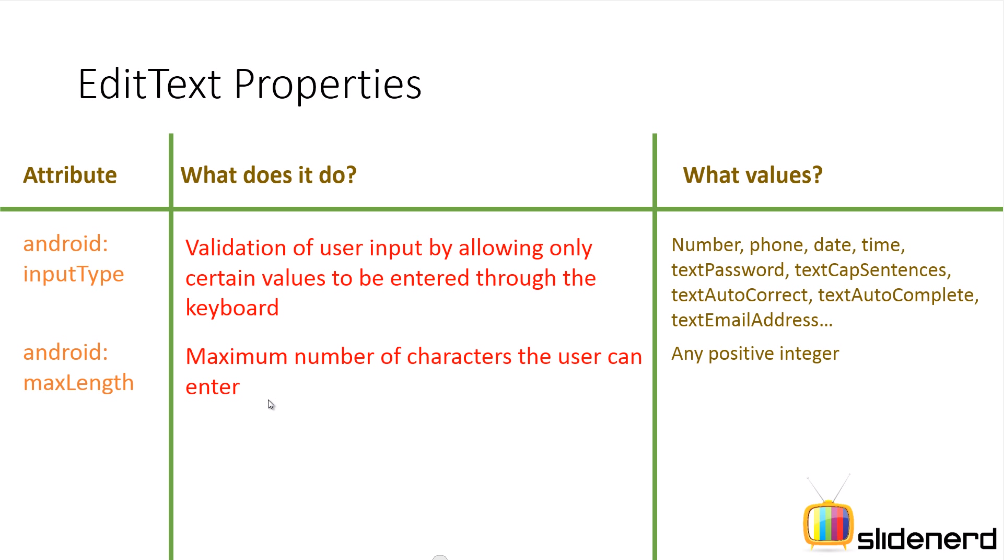 EditText Properties
Attribute
What does it do?
What values?
android:
inputType
Validation of user input by allowing only
certain values to be entered through the
keyboard
Number, phone, date, time,
textPassword, textCapSentences,
textAutoCorrect, textAutoComplete,
textEmailAddress...
android:
maxLength
Maximum number of characters the user can
enter
Any positive integer
slidenerd